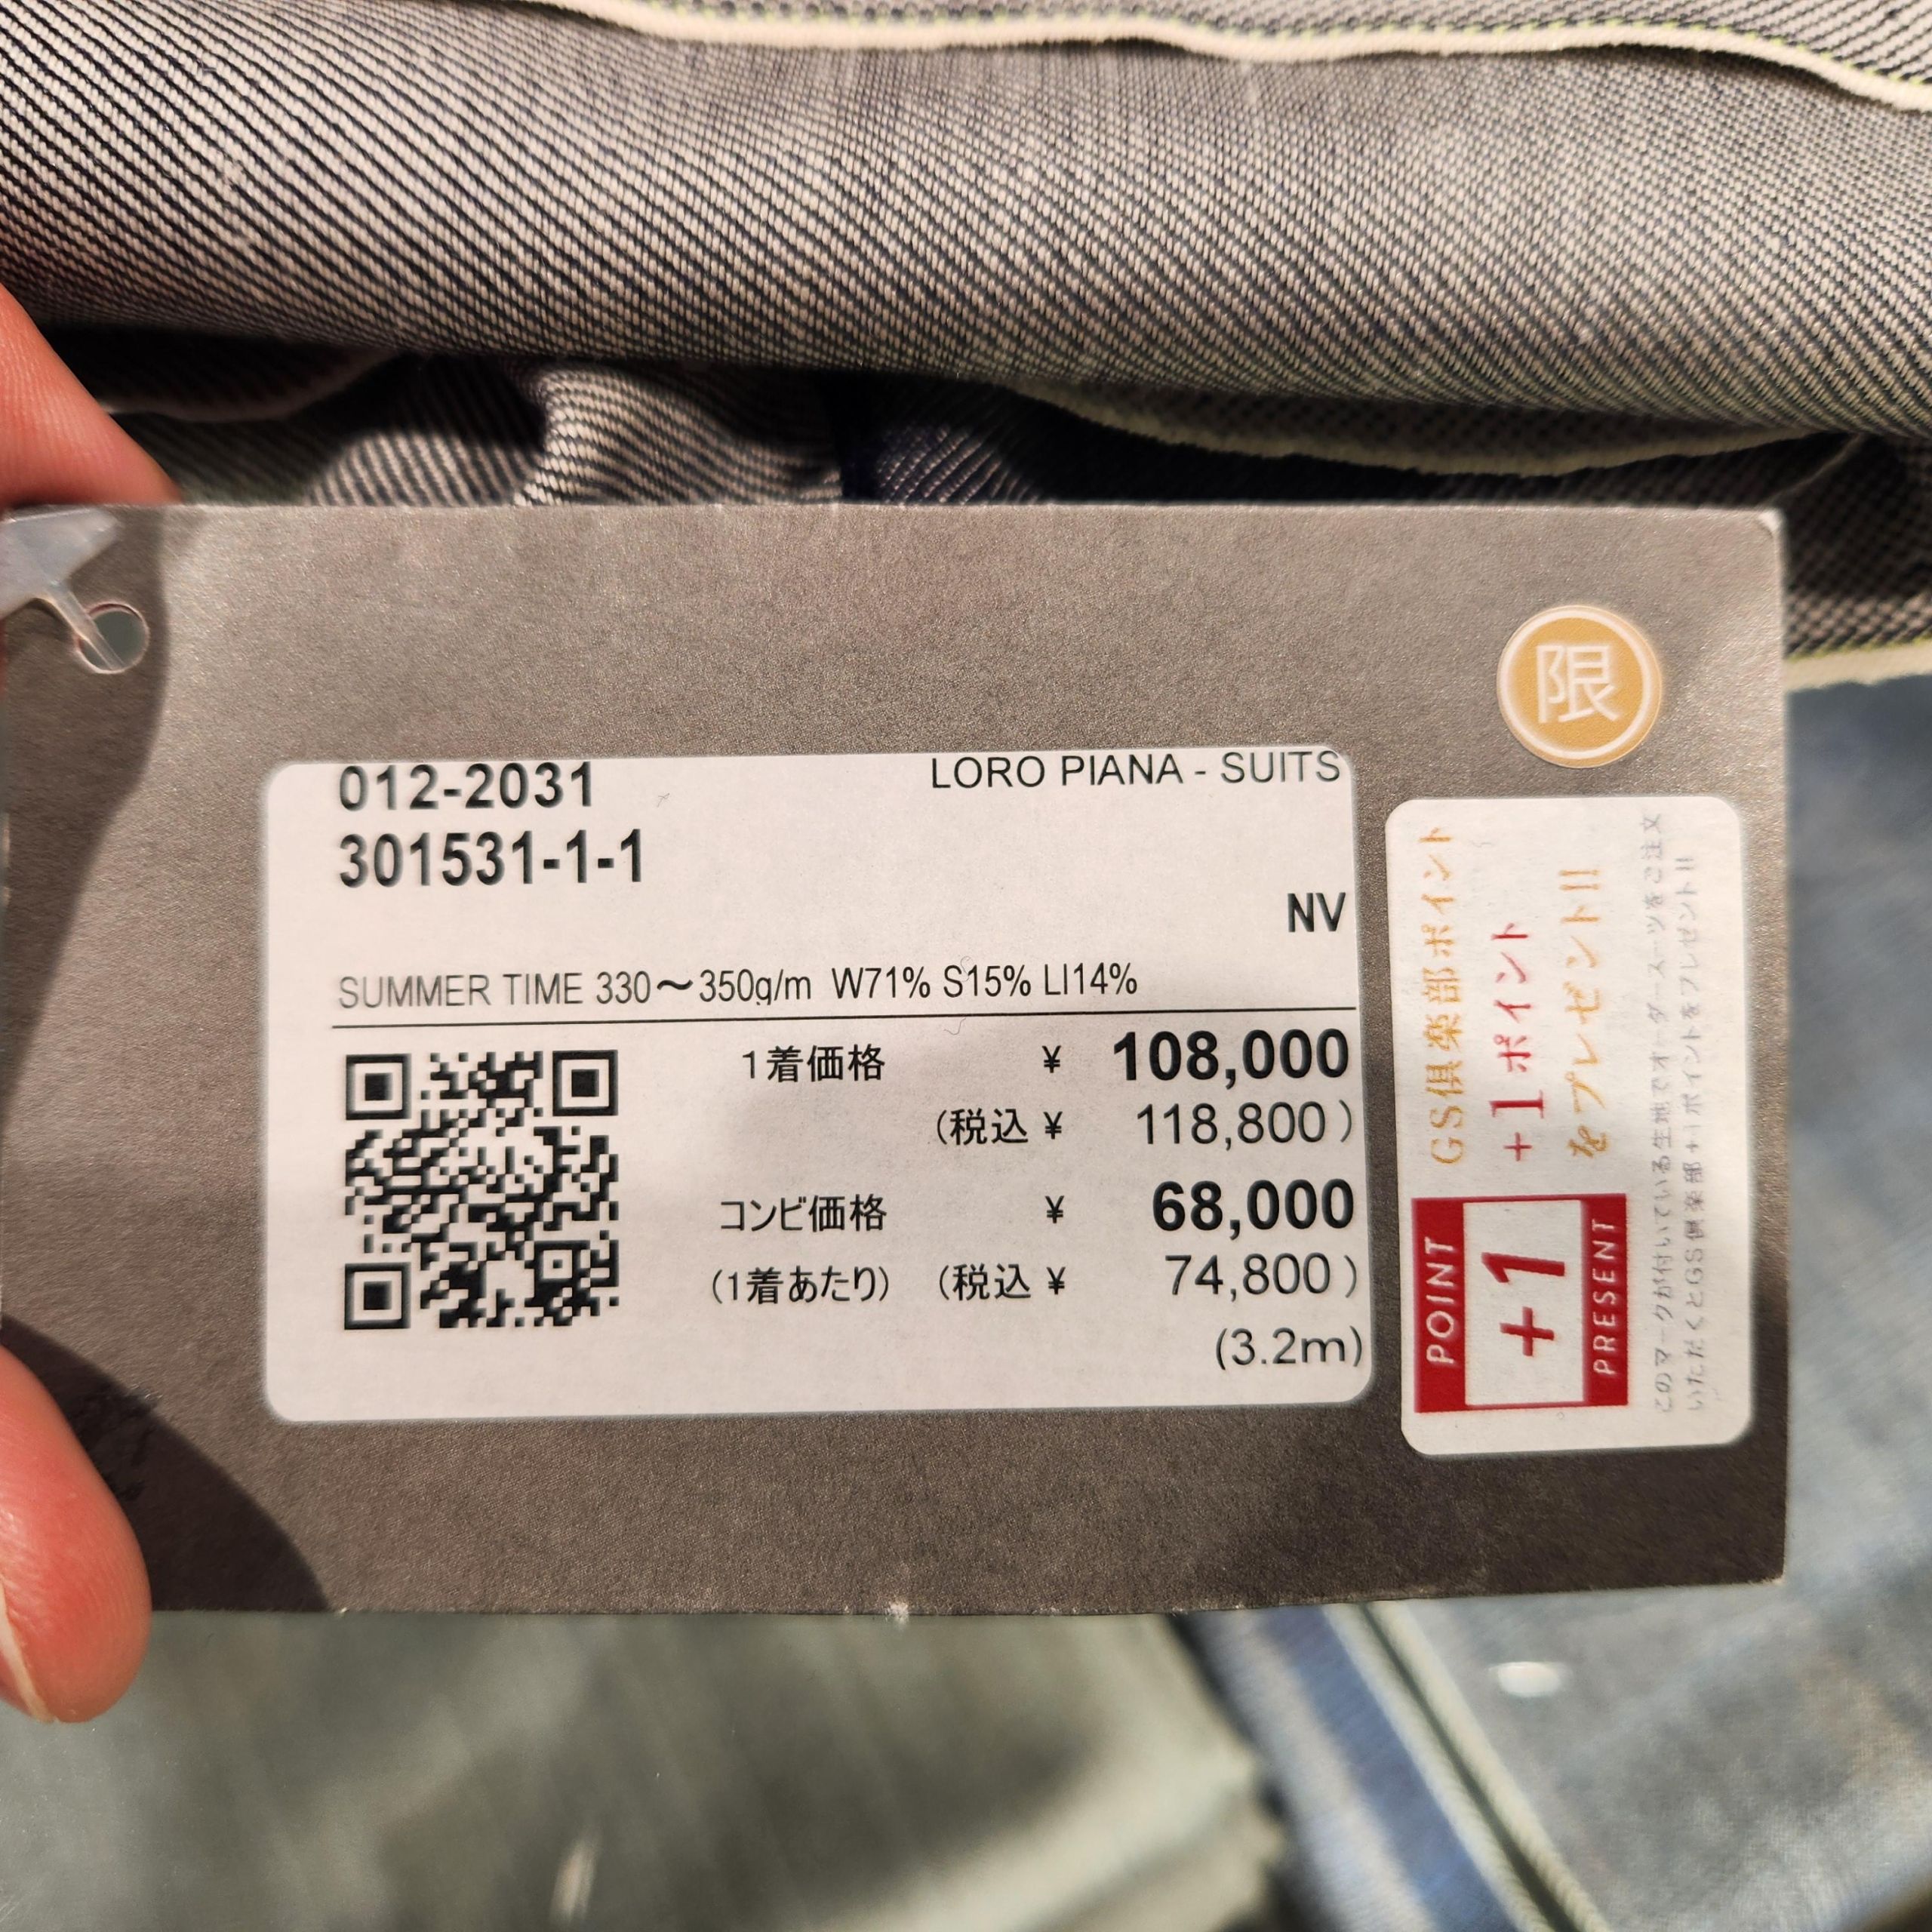 限
012-2031
LORO PIANA - SUITS
301531-1-1
NV
SUMMER TIME 330～350g/m W71% S15% LI14%
1着価格 ¥ 108,000
(税込 ¥ 118,800)
コンビ価格 ¥ 68,000
(1着あたり) (税込 ¥ 74,800)
(3.2m)
POINT
+1
PRESENT
GS倶楽部ポイント
+1ポイント
をプレゼント!!
このマークが付いている生地でオーダースーツをご注文
いただくとGS倶楽部+1ポイントをプレゼント!!